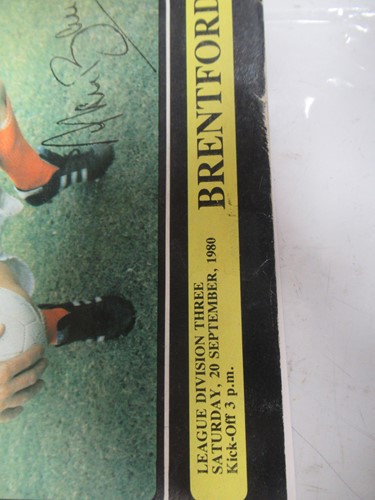 BRENTFORD
LEAGUE DIVISION THREE
SATURDAY, 20 SEPTEMBER, 1980
Kick-Off 3 p.m.